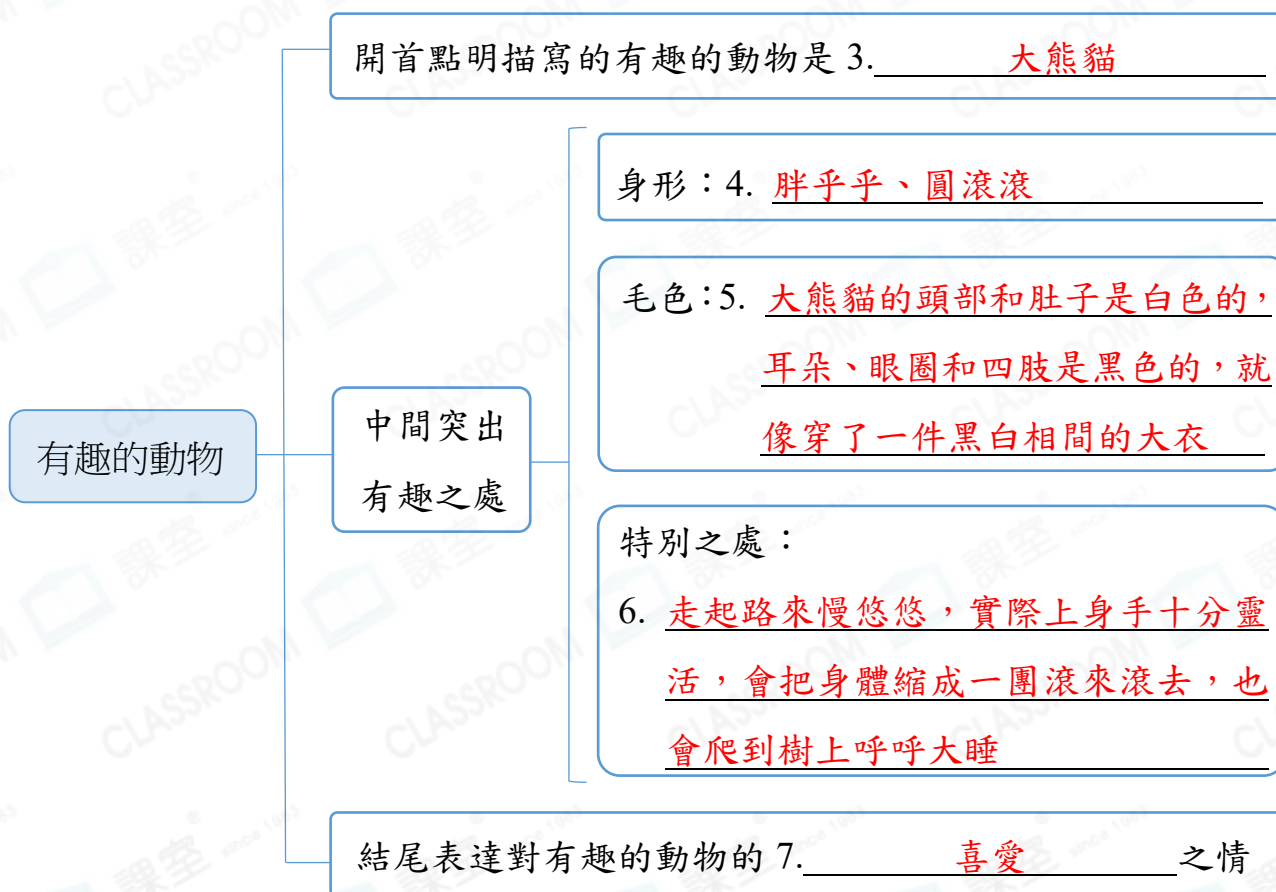 開首點明描寫的有趣的動物是 3. 大熊貓
身形：4. 胖乎乎、圓滾滾
毛色：5. 大熊貓的頭部和肚子是白色的，
耳朵、眼圈和四肢是黑色的，就
像穿了一件黑白相間的大衣
有趣的動物
中間突出
有趣之處
特別之處：
6. 走起路來慢悠悠，實際上身手十分靈
活，會把身體縮成一團滾來滾去，也
會爬到樹上呼呼大睡
結尾表達對有趣的動物的 7. 喜愛 之情